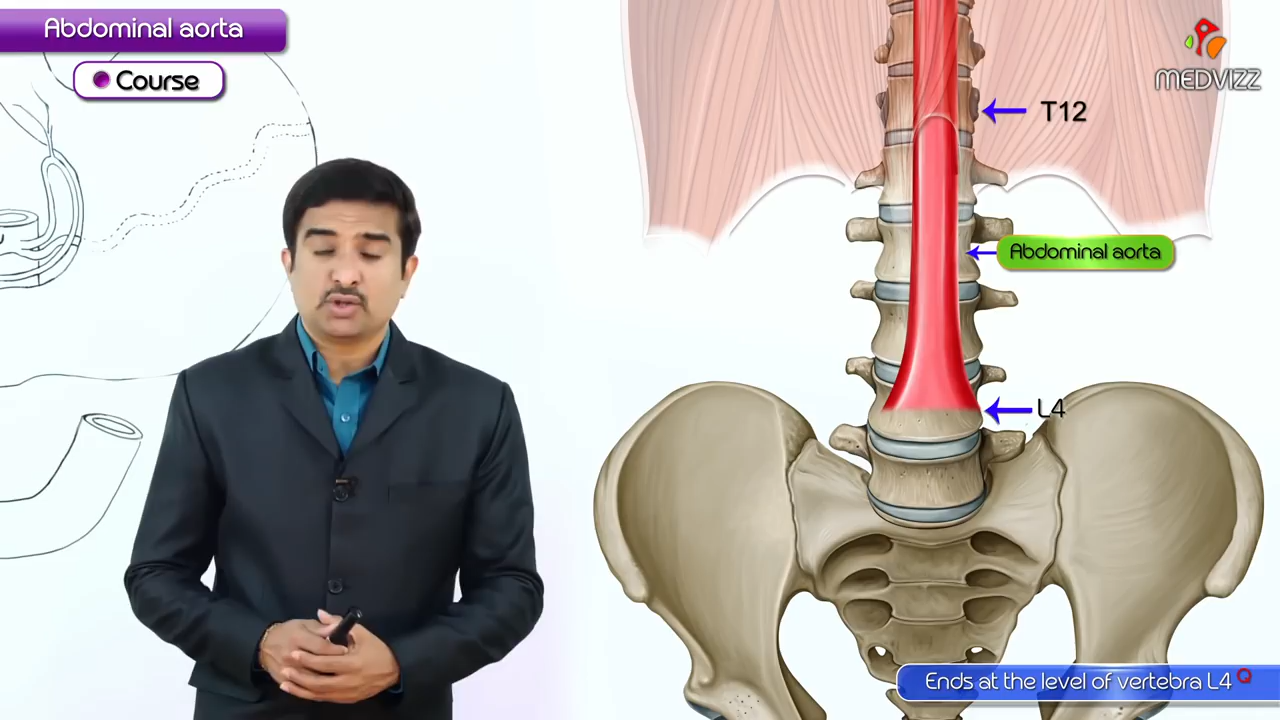 Abdominal aorta
Course
MEDVIZZ
T12
Abdominal aorta
L4
Ends at the level of vertebra L4 Q